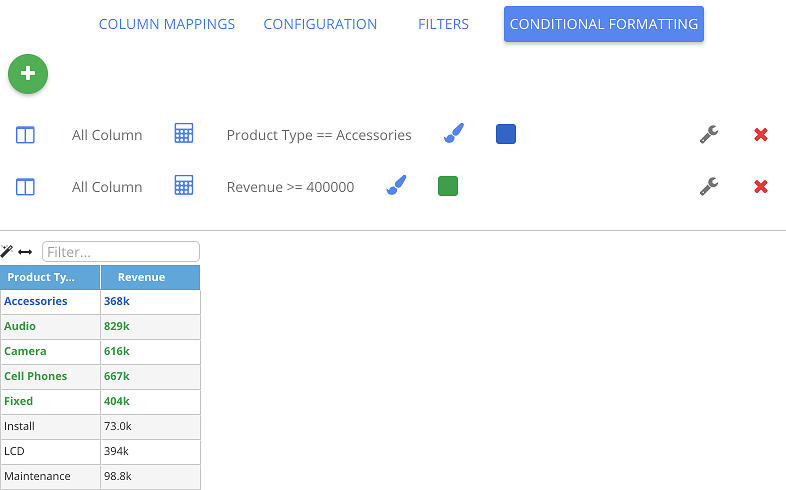 COLUMN MAPPINGS CONFIGURATION FILTERS CONDITIONAL FORMATTING
All Column Product Type == Accessories
All Column Revenue >= 400000
Filter...
Product Ty... Revenue
Accessories 368k
Audio 829k
Camera 616k
Cell Phones 667k
Fixed 404k
Install 73.0k
LCD 394k
Maintenance 98.8k